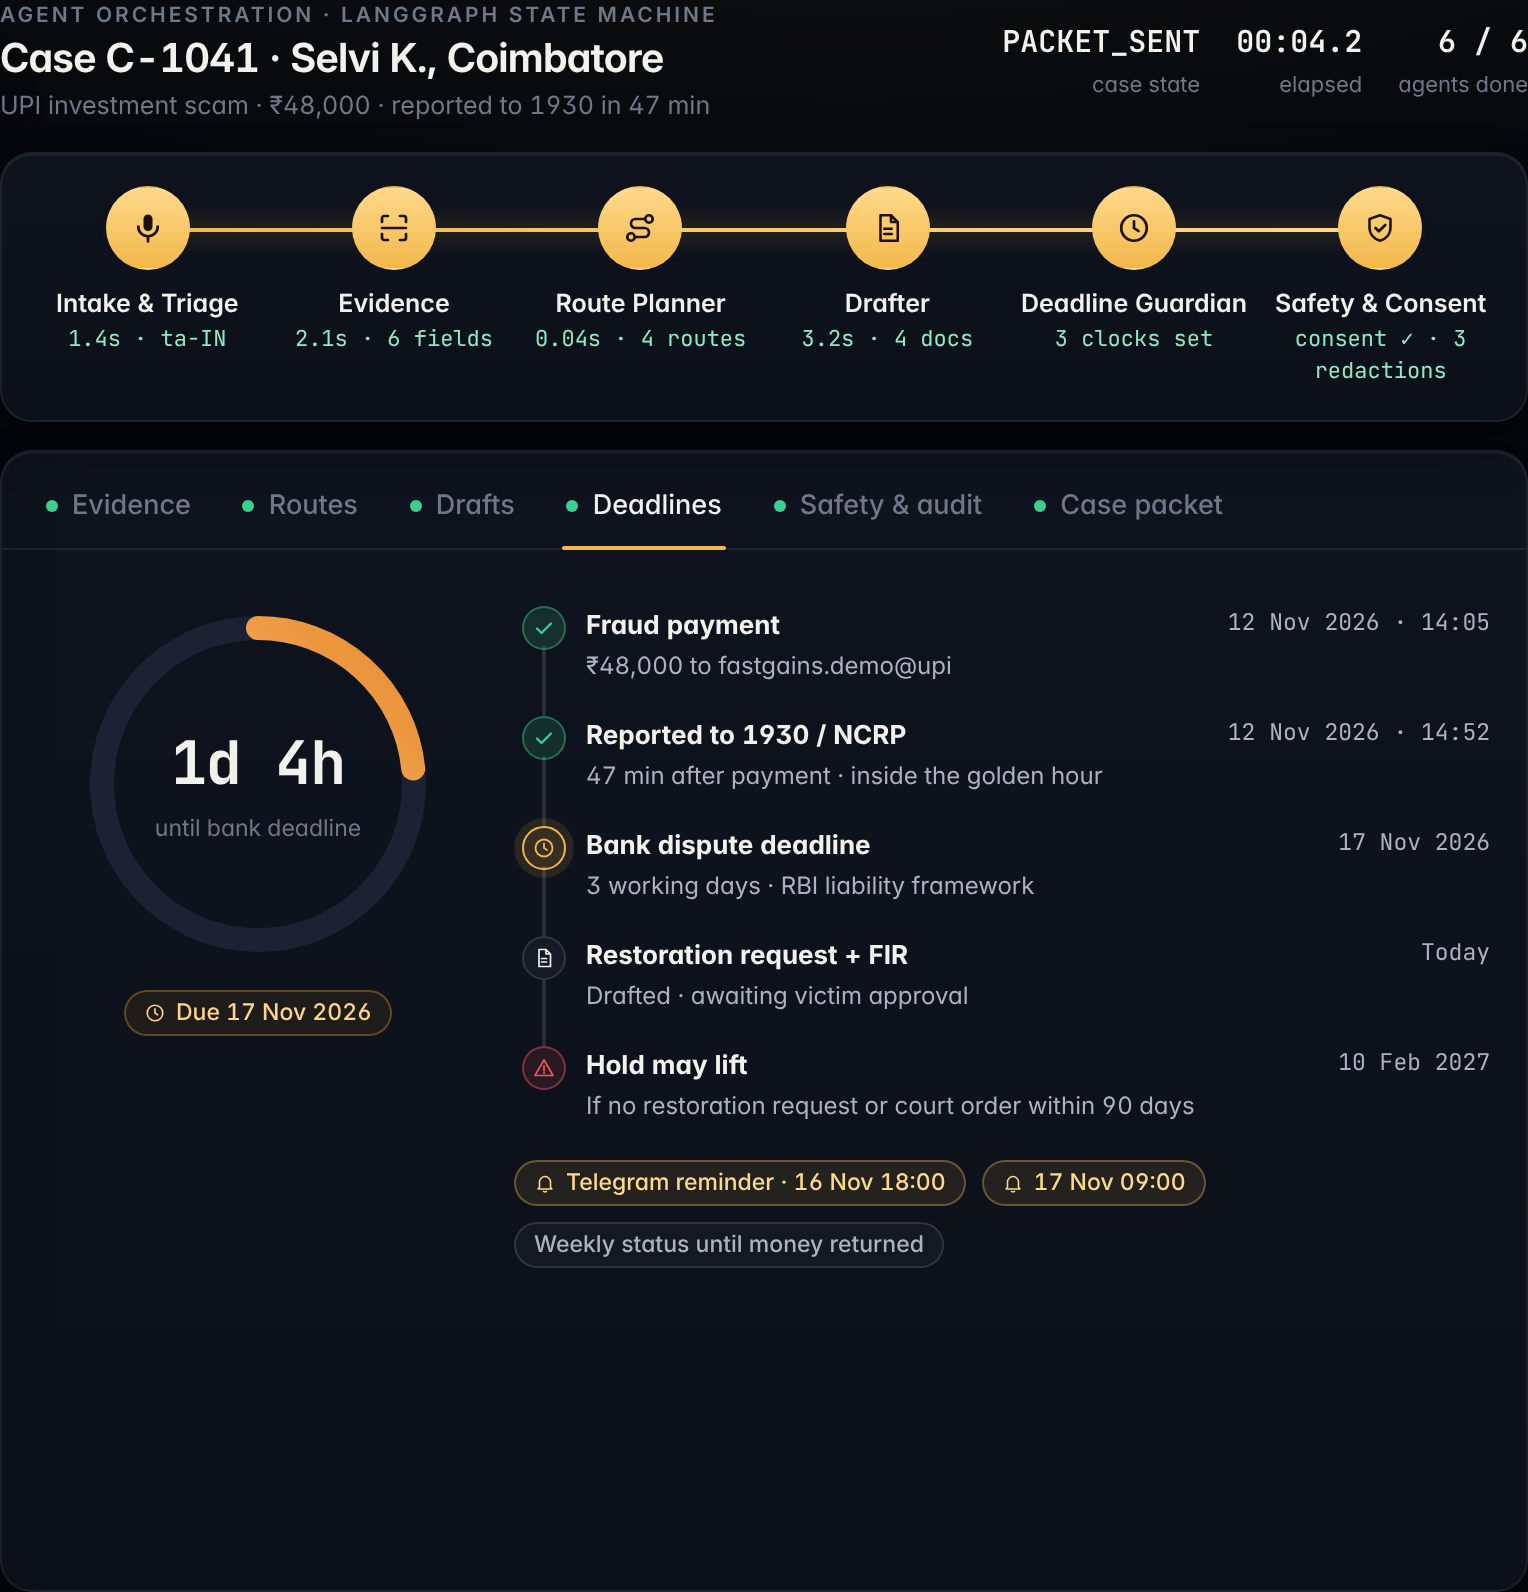 AGENT ORCHESTRATION · LANGGRAPH STATE MACHINE
Case C-1041 · Selvi K., Coimbatore
UPI investment scam · ₹48,000 · reported to 1930 in 47 min
PACKET_SENT
case state
00:04.2
elapsed
6 / 6
agents done
Intake & Triage
1.4s · ta-IN
Evidence
2.1s · 6 fields
Route Planner
0.04s · 4 routes
Drafter
3.2s · 4 docs
Deadline Guardian
3 clocks set
Safety & Consent
consent ✓ · 3
redactions
Evidence
Routes
Drafts
Deadlines
Safety & audit
Case packet
1d 4h
until bank deadline
Due 17 Nov 2026
Fraud payment
12 Nov 2026 · 14:05
₹48,000 to fastgains.demo@upi
Reported to 1930 / NCRP
12 Nov 2026 · 14:52
47 min after payment · inside the golden hour
Bank dispute deadline
17 Nov 2026
3 working days · RBI liability framework
Restoration request + FIR
Today
Drafted · awaiting victim approval
Hold may lift
10 Feb 2027
If no restoration request or court order within 90 days
Telegram reminder · 16 Nov 18:00
17 Nov 09:00
Weekly status until money returned